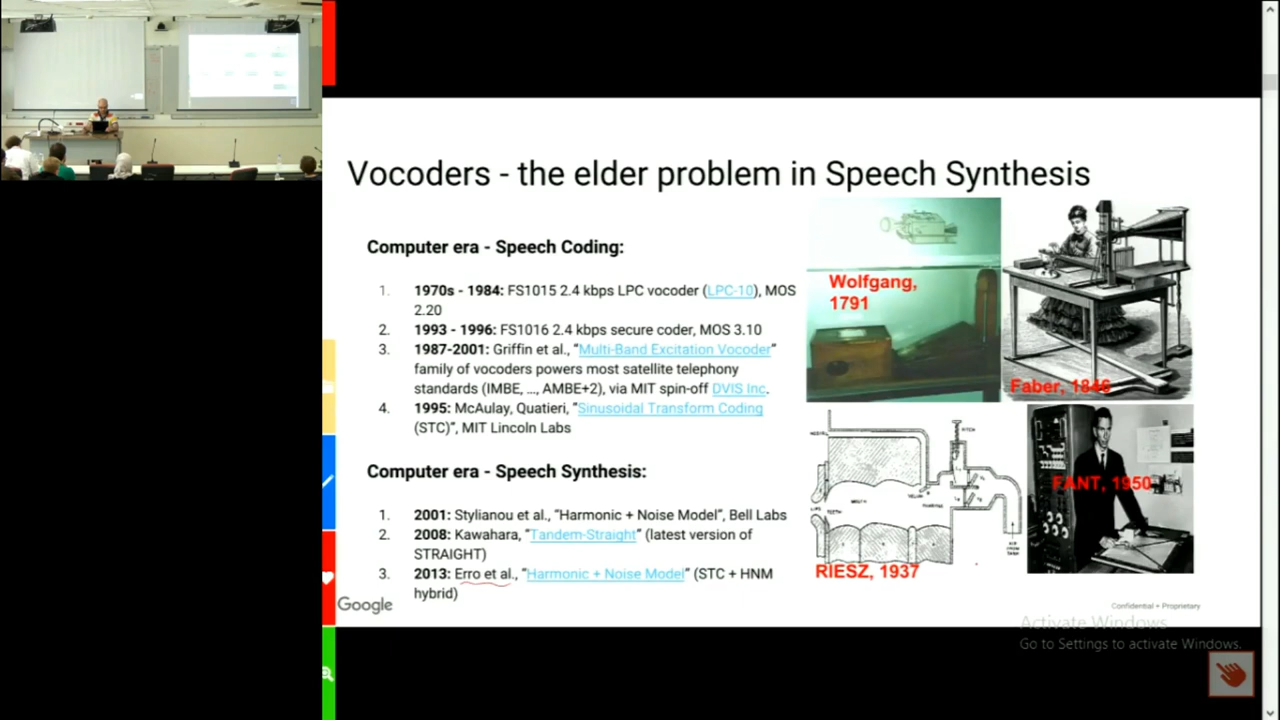 Vocoders - the elder problem in Speech Synthesis
Computer era - Speech Coding:
1. 1970s - 1984: FS1015 2.4 kbps LPC vocoder (LPC-10), MOS
2.20
2. 1993 - 1996: FS1016 2.4 kbps secure coder, MOS 3.10
3. 1987-2001: Griffin et al., “Multi-Band Excitation Vocoder”
family of vocoders powers most satellite telephony
standards (IMBE, ..., AMBE+2), via MIT spin-off DVIS Inc.
4. 1995: McAulay, Quatieri, “Sinusoidal Transform Coding
(STC)”, MIT Lincoln Labs
Computer era - Speech Synthesis:
1. 2001: Stylianou et al., “Harmonic + Noise Model”, Bell Labs
2. 2008: Kawahara, “Tandem-Straight” (latest version of
STRAIGHT)
3. 2013: Erro et al., “Harmonic + Noise Model” (STC + HNM
hybrid)
Wolfgang,
1791
Faber, 1846
MOUTH
TEETH
RIESZ, 1937
FANT, 1950
Google
Confidential + Proprietary
Activate Windows
Go to Settings to activate Windows.